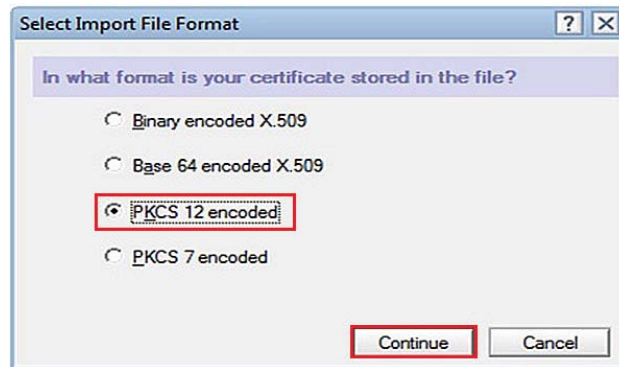 Select Import File Format
In what format is your certificate stored in the file?
Binary encoded X.509
Base 64 encoded X.509
PKCS 12 encoded
PKCS 7 encoded
Continue Cancel